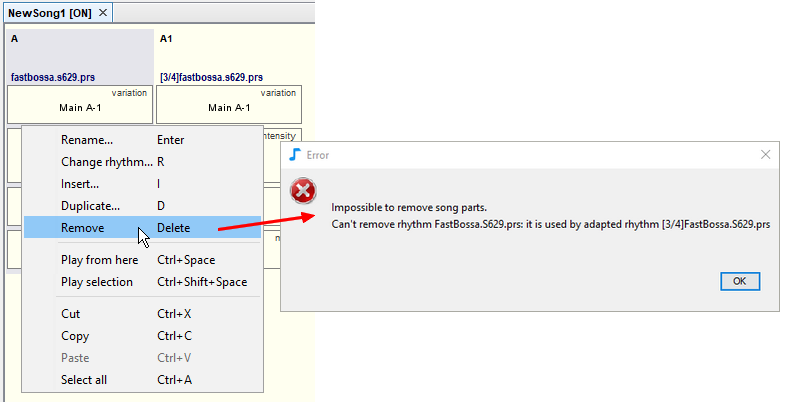 NewSong1 [ON]
A
A1
fastbossa.s629.prs
[3/4]fastbossa.s629.prs
variation
variation
Main A-1
Main A-1
ntensity
Rename... Enter
Change rhythm... R
Insert... I
Duplicate... D
Remove Delete
Play from here Ctrl+Space
Play selection Ctrl+Shift+Space
Cut Ctrl+X
Copy Ctrl+C
Paste Ctrl+V
Select all Ctrl+A
Error
Impossible to remove song parts.
Can't remove rhythm FastBossa.S629.prs: it is used by adapted rhythm [3/4]FastBossa.S629.prs
OK